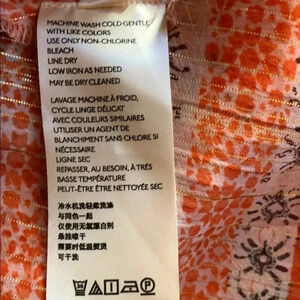 MACHINE WASH COLD GENTLE
WITH LIKE COLORS
USE ONLY NON-CHLORINE
BLEACH
LINE DRY
LOW IRON AS NEEDED
MAY BE DRY CLEANED
LAVAGE MACHINE À FROID,
CYCLE LINGE DÉLICAT
AVEC COULEURS SIMILAIRES
UTILISER UN AGENT DE
BLANCHIMENT SANS CHLORE SI
NÉCESSAIRE
LIGNE SEC
REPASSER, AU BESOIN, À TRÈS
BASSE TEMPÉRATURE
PEUT-ÊTRE ÊTRE NETTOYÉE SEC
冷水机洗轻柔洗涤
与同色一起
仅使用无氯漂白剂
悬挂晾干
需要时低温熨烫
可干洗